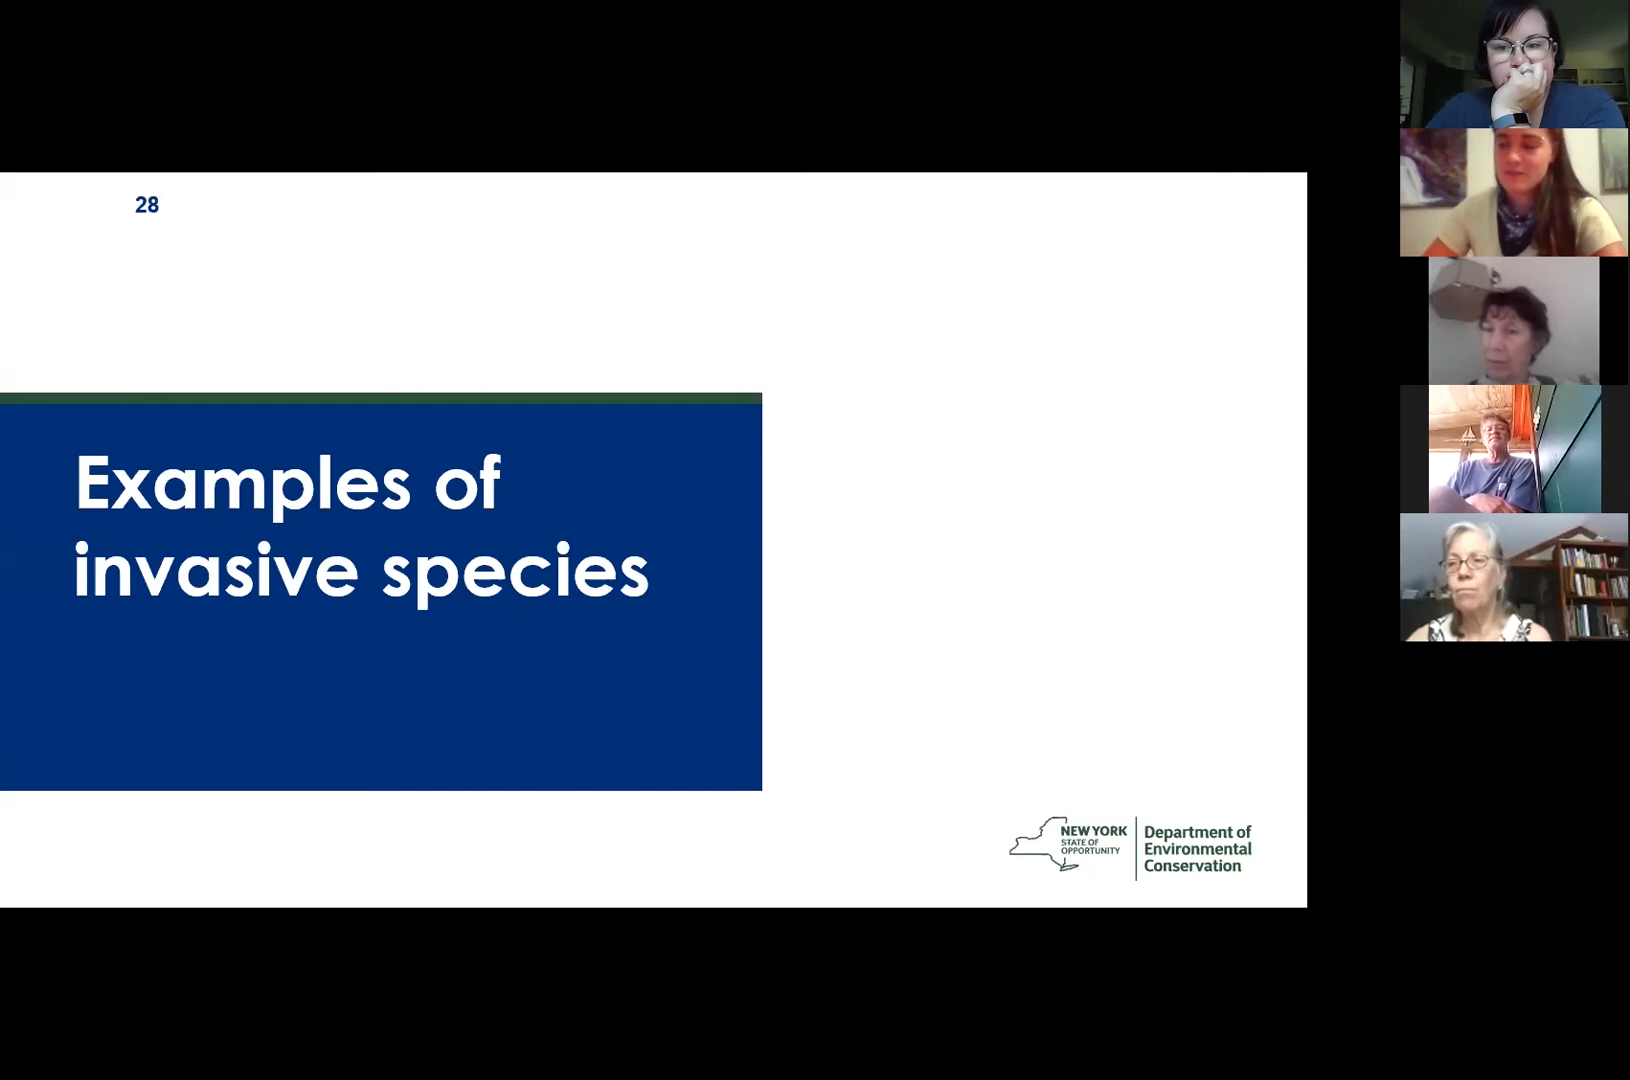 28
Examples of
invasive species
NEW YORK
STATE OF
OPPORTUNITY
Department of
Environmental
Conservation